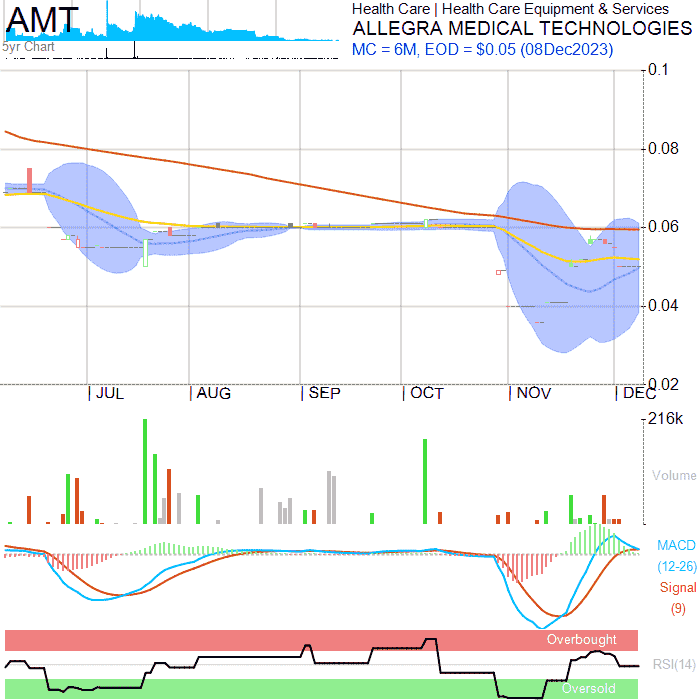 AMT
5yr Chart
Health Care | Health Care Equipment & Services
ALLEGRA MEDICAL TECHNOLOGIES
MC = 6M, EOD = $0.05 (08Dec2023)
0.1
0.08
0.06
0.04
0.02
JUL AUG SEP OCT NOV DEC
216k
Volume
MACD
(12-26)
Signal
(9)
Overbought
RSI(14)
Oversold